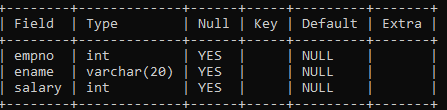 +--------+-------------+------+-----+---------+-------+
| Field  | Type        | Null | Key | Default | Extra |
+--------+-------------+------+-----+---------+-------+
| empno  | int         | YES  |     | NULL    |       |
| ename  | varchar(20) | YES  |     | NULL    |       |
| salary | int         | YES  |     | NULL    |       |
+--------+-------------+------+-----+---------+-------+